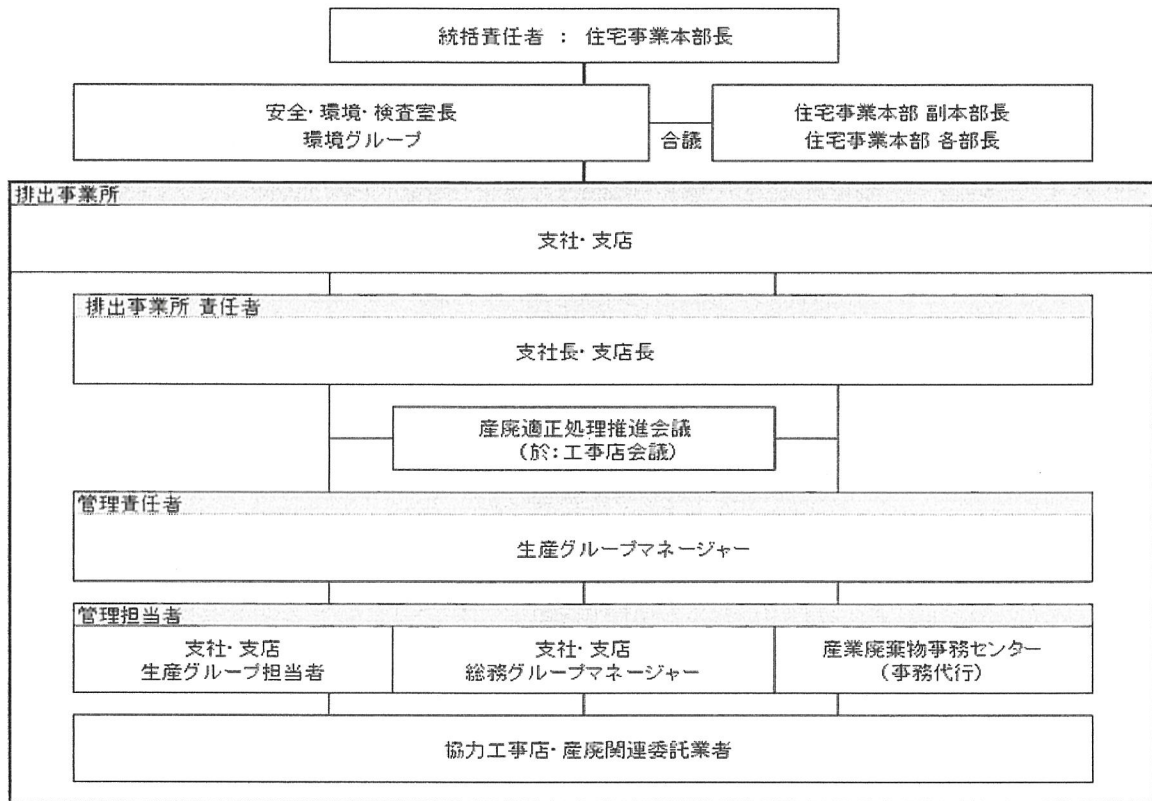 統括責任者 : 住宅事業本部長
安全・環境・検査室長
環境グループ
合議
住宅事業本部 副本部長
住宅事業本部 各部長
排出事業所
支社・支店
排出事業所 責任者
支社長・支店長
産廃適正処理推進会議
(於:工事店会議)
管理責任者
生産グループマネージャー
管理担当者
支社・支店
生産グループ担当者
支社・支店
総務グループマネージャー
産業廃棄物事務センター
(事務代行)
協力工事店・産廃関連委託業者